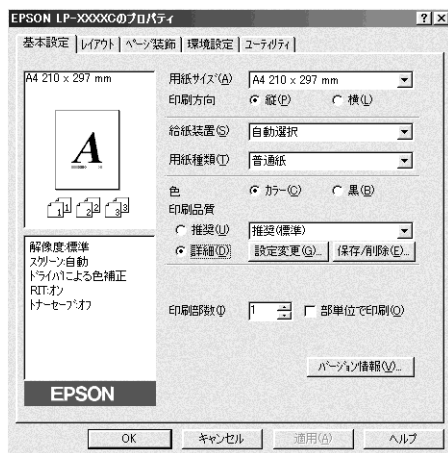 EPSON LP-XXXXCのプロパティ
基本設定 レイアウト ページ装飾 環境設定 ユーティリティ
A4 210 x 297 mm
A
1 1 2 2 3 3
解像度:標準
スクリーン:自動
ドライバによる色補正
RIT:オン
トナーセーブ:オフ
EPSON
用紙サイズ(A) A4 210 x 297 mm
印刷方向 縦(P) 横(L)
給紙装置(S) 自動選択
用紙種類(T) 普通紙
色 カラー(C) 黒(B)
印刷品質
推奨(U) 推奨(標準)
詳細(D) 設定変更(G)... 保存/削除(E)...
印刷部数(I) 1 部単位で印刷(O)
バージョン情報(V)...
OK キャンセル 適用(A) ヘルプ